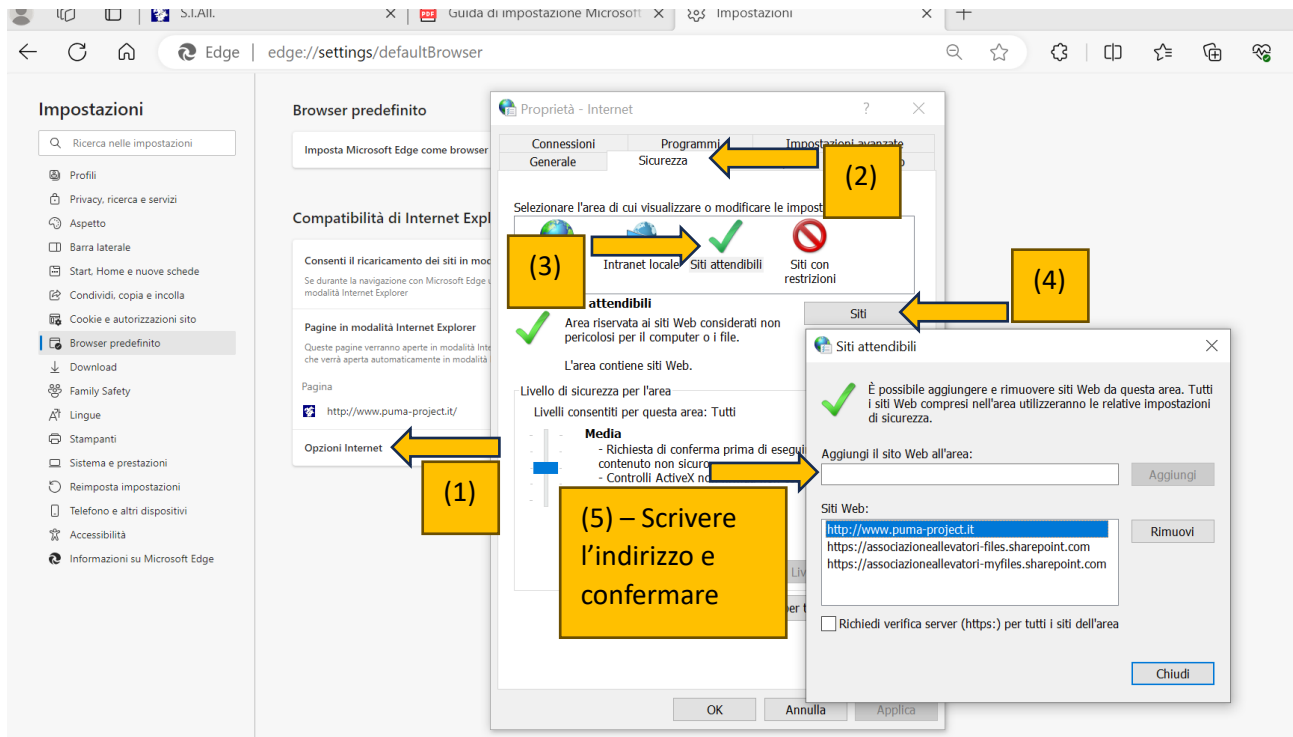 S.I.All.
Guida di impostazione Microsoft
Impostazioni
Edge
edge://settings/defaultBrowser
Impostazioni
Ricerca nelle impostazioni
Profili
Privacy, ricerca e servizi
Aspetto
Barra laterale
Start, Home e nuove schede
Condividi, copia e incolla
Cookie e autorizzazioni sito
Browser predefinito
Download
Family Safety
Lingue
Stampanti
Sistema e prestazioni
Reimposta impostazioni
Telefono e altri dispositivi
Accessibilità
Informazioni su Microsoft Edge
Browser predefinito
Imposta Microsoft Edge come browser
Compatibilità di Internet Expl
Consenti il ricaricamento dei siti in mod
Se durante la navigazione con Microsoft Edge
modalità Internet Explorer
Pagine in modalità Internet Explorer
Queste pagine verranno aperte in modalità Inte
che verrà aperta automaticamente in modalità
Pagina
http://www.puma-project.it/
Opzioni Internet
(1)
Proprietà - Internet
Connessioni
Programmi
Impostazioni avanzate
Generale
Sicurezza
(2)
Selezionare l'area di cui visualizzare o modificare le impost
(3)
Intranet locale
Siti attendibili
Siti con
restrizioni
(4)
attendibili
Siti
Area riservata ai siti Web considerati non
pericolosi per il computer o i file.
L'area contiene siti Web.
Livello di sicurezza per l'area
Livelli consentiti per questa area: Tutti
Media
- Richiesta di conferma prima di esegui
contenuto non sicuro
- Controlli ActiveX no
(5) – Scrivere
l’indirizzo e
confermare
Liv
per t
OK
Annulla
Applica
Siti attendibili
È possibile aggiungere e rimuovere siti Web da questa area. Tutti
i siti Web compresi nell'area utilizzeranno le relative impostazioni
di sicurezza.
Aggiungi il sito Web all'area:
Aggiungi
Siti Web:
http://www.puma-project.it
https://associazioneallevatori-files.sharepoint.com
https://associazioneallevatori-myfiles.sharepoint.com
Rimuovi
Richiedi verifica server (https:) per tutti i siti dell'area
Chiudi